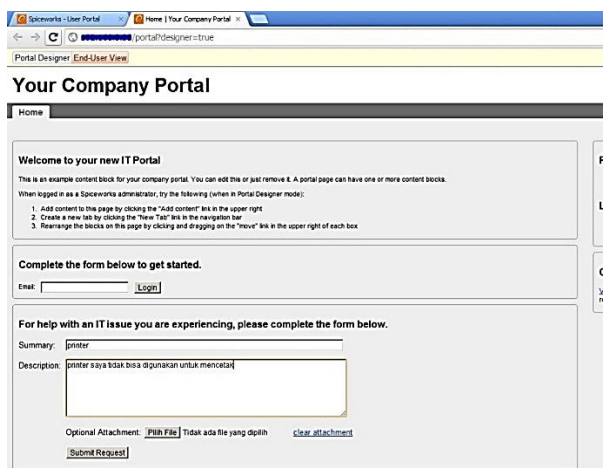 Spiceworks - User Portal
Home | Your Company Portal
/portal?designer=true
Portal Designer End-User View
Your Company Portal
Home
Welcome to your new IT Portal
This is an example content block for your company portal. You can edit this or just remove it. A portal page can have one or more content blocks.
When logged in as a Spiceworks administrator, try the following (when in Portal Designer mode):
1. Add content to this page by clicking the "Add content" link in the upper right
2. Create a new tab by clicking the "New Tab" link in the navigation bar
3. Rearrange the blocks on this page by clicking and dragging on the "move" link in the upper right of each box
Complete the form below to get started.
Email: Login
For help with an IT issue you are experiencing, please complete the form below.
Summary: printer
Description: printer saya tidak bisa digunakan untuk mencetak
Optional Attachment: Pilih File Tidak ada file yang dipilih clear attachment
Submit Request